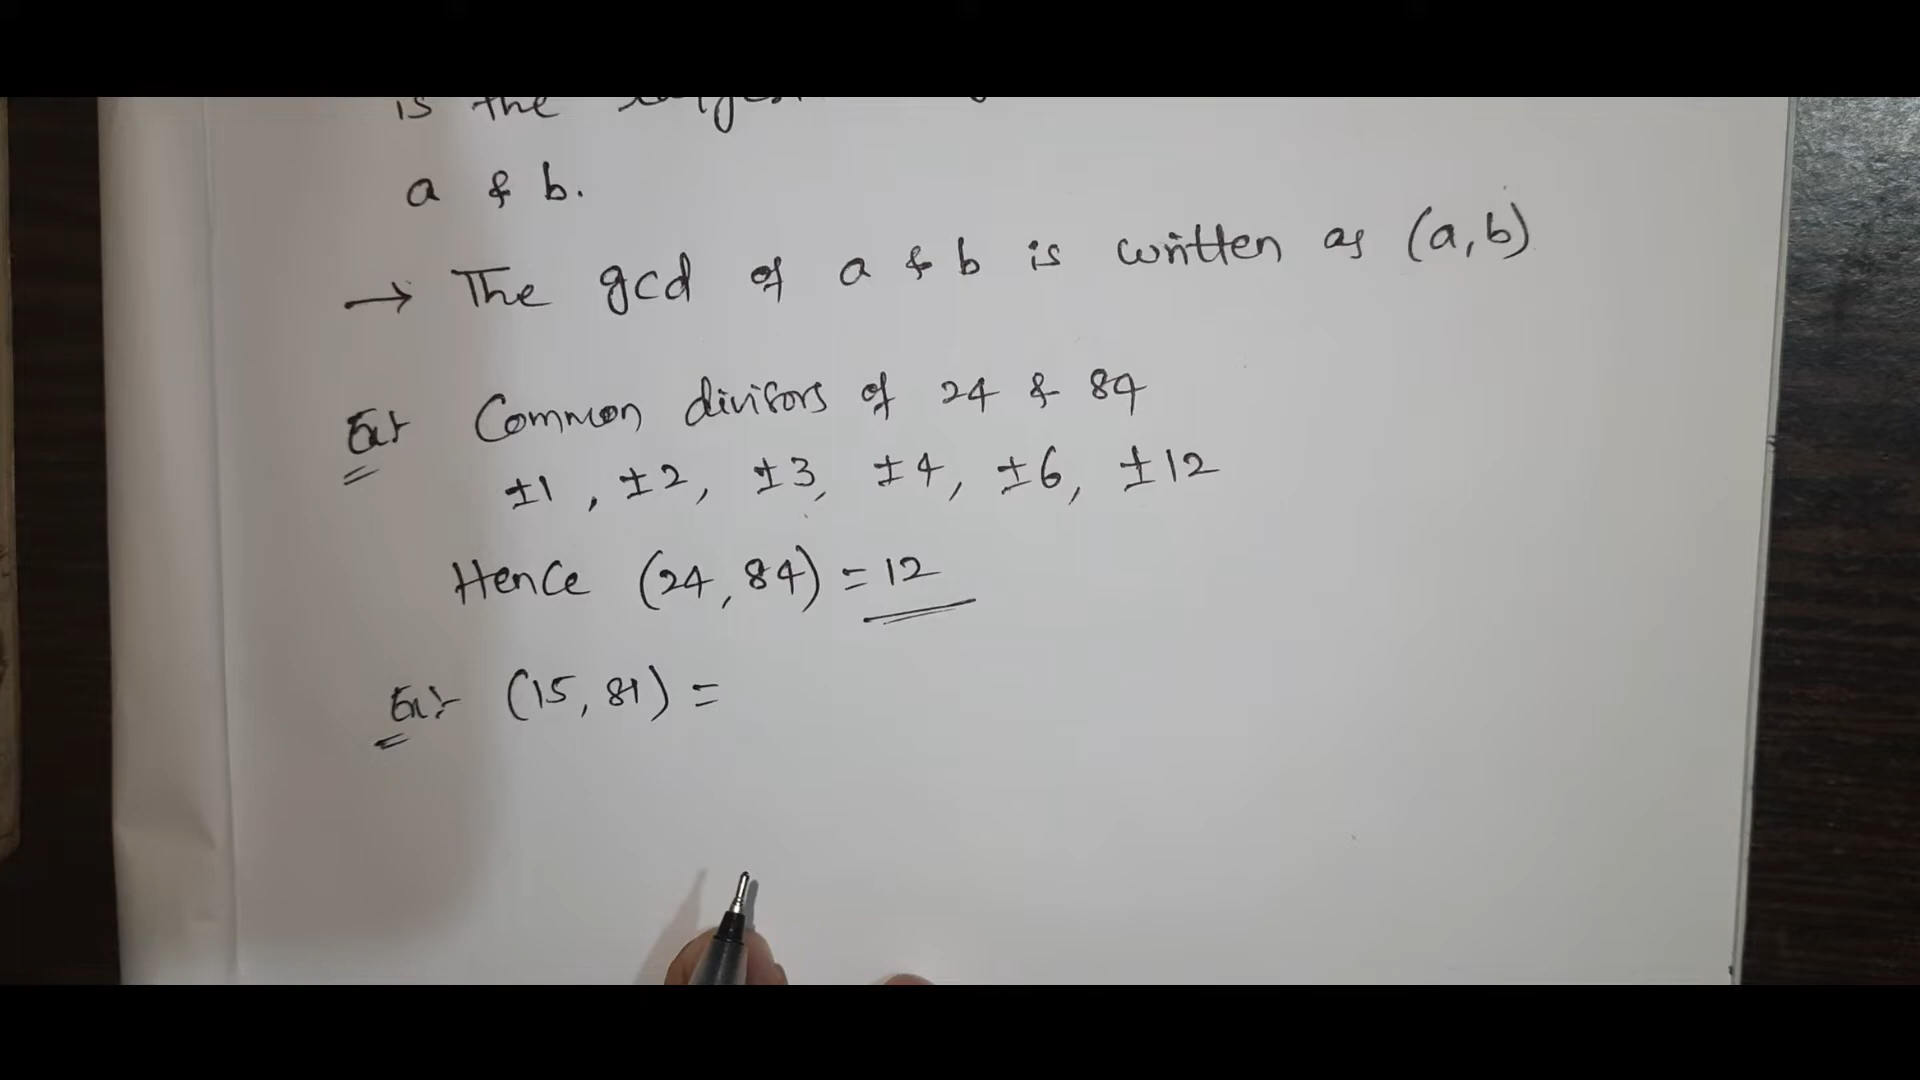 is the
a & b.
→ The gcd of a & b is written as (a,b)
Ex:- Common divisors of 24 & 84
±1, ±2, ±3, ±4, ±6, ±12
Hence (24, 84) = 12
Ex:- (15, 81) =